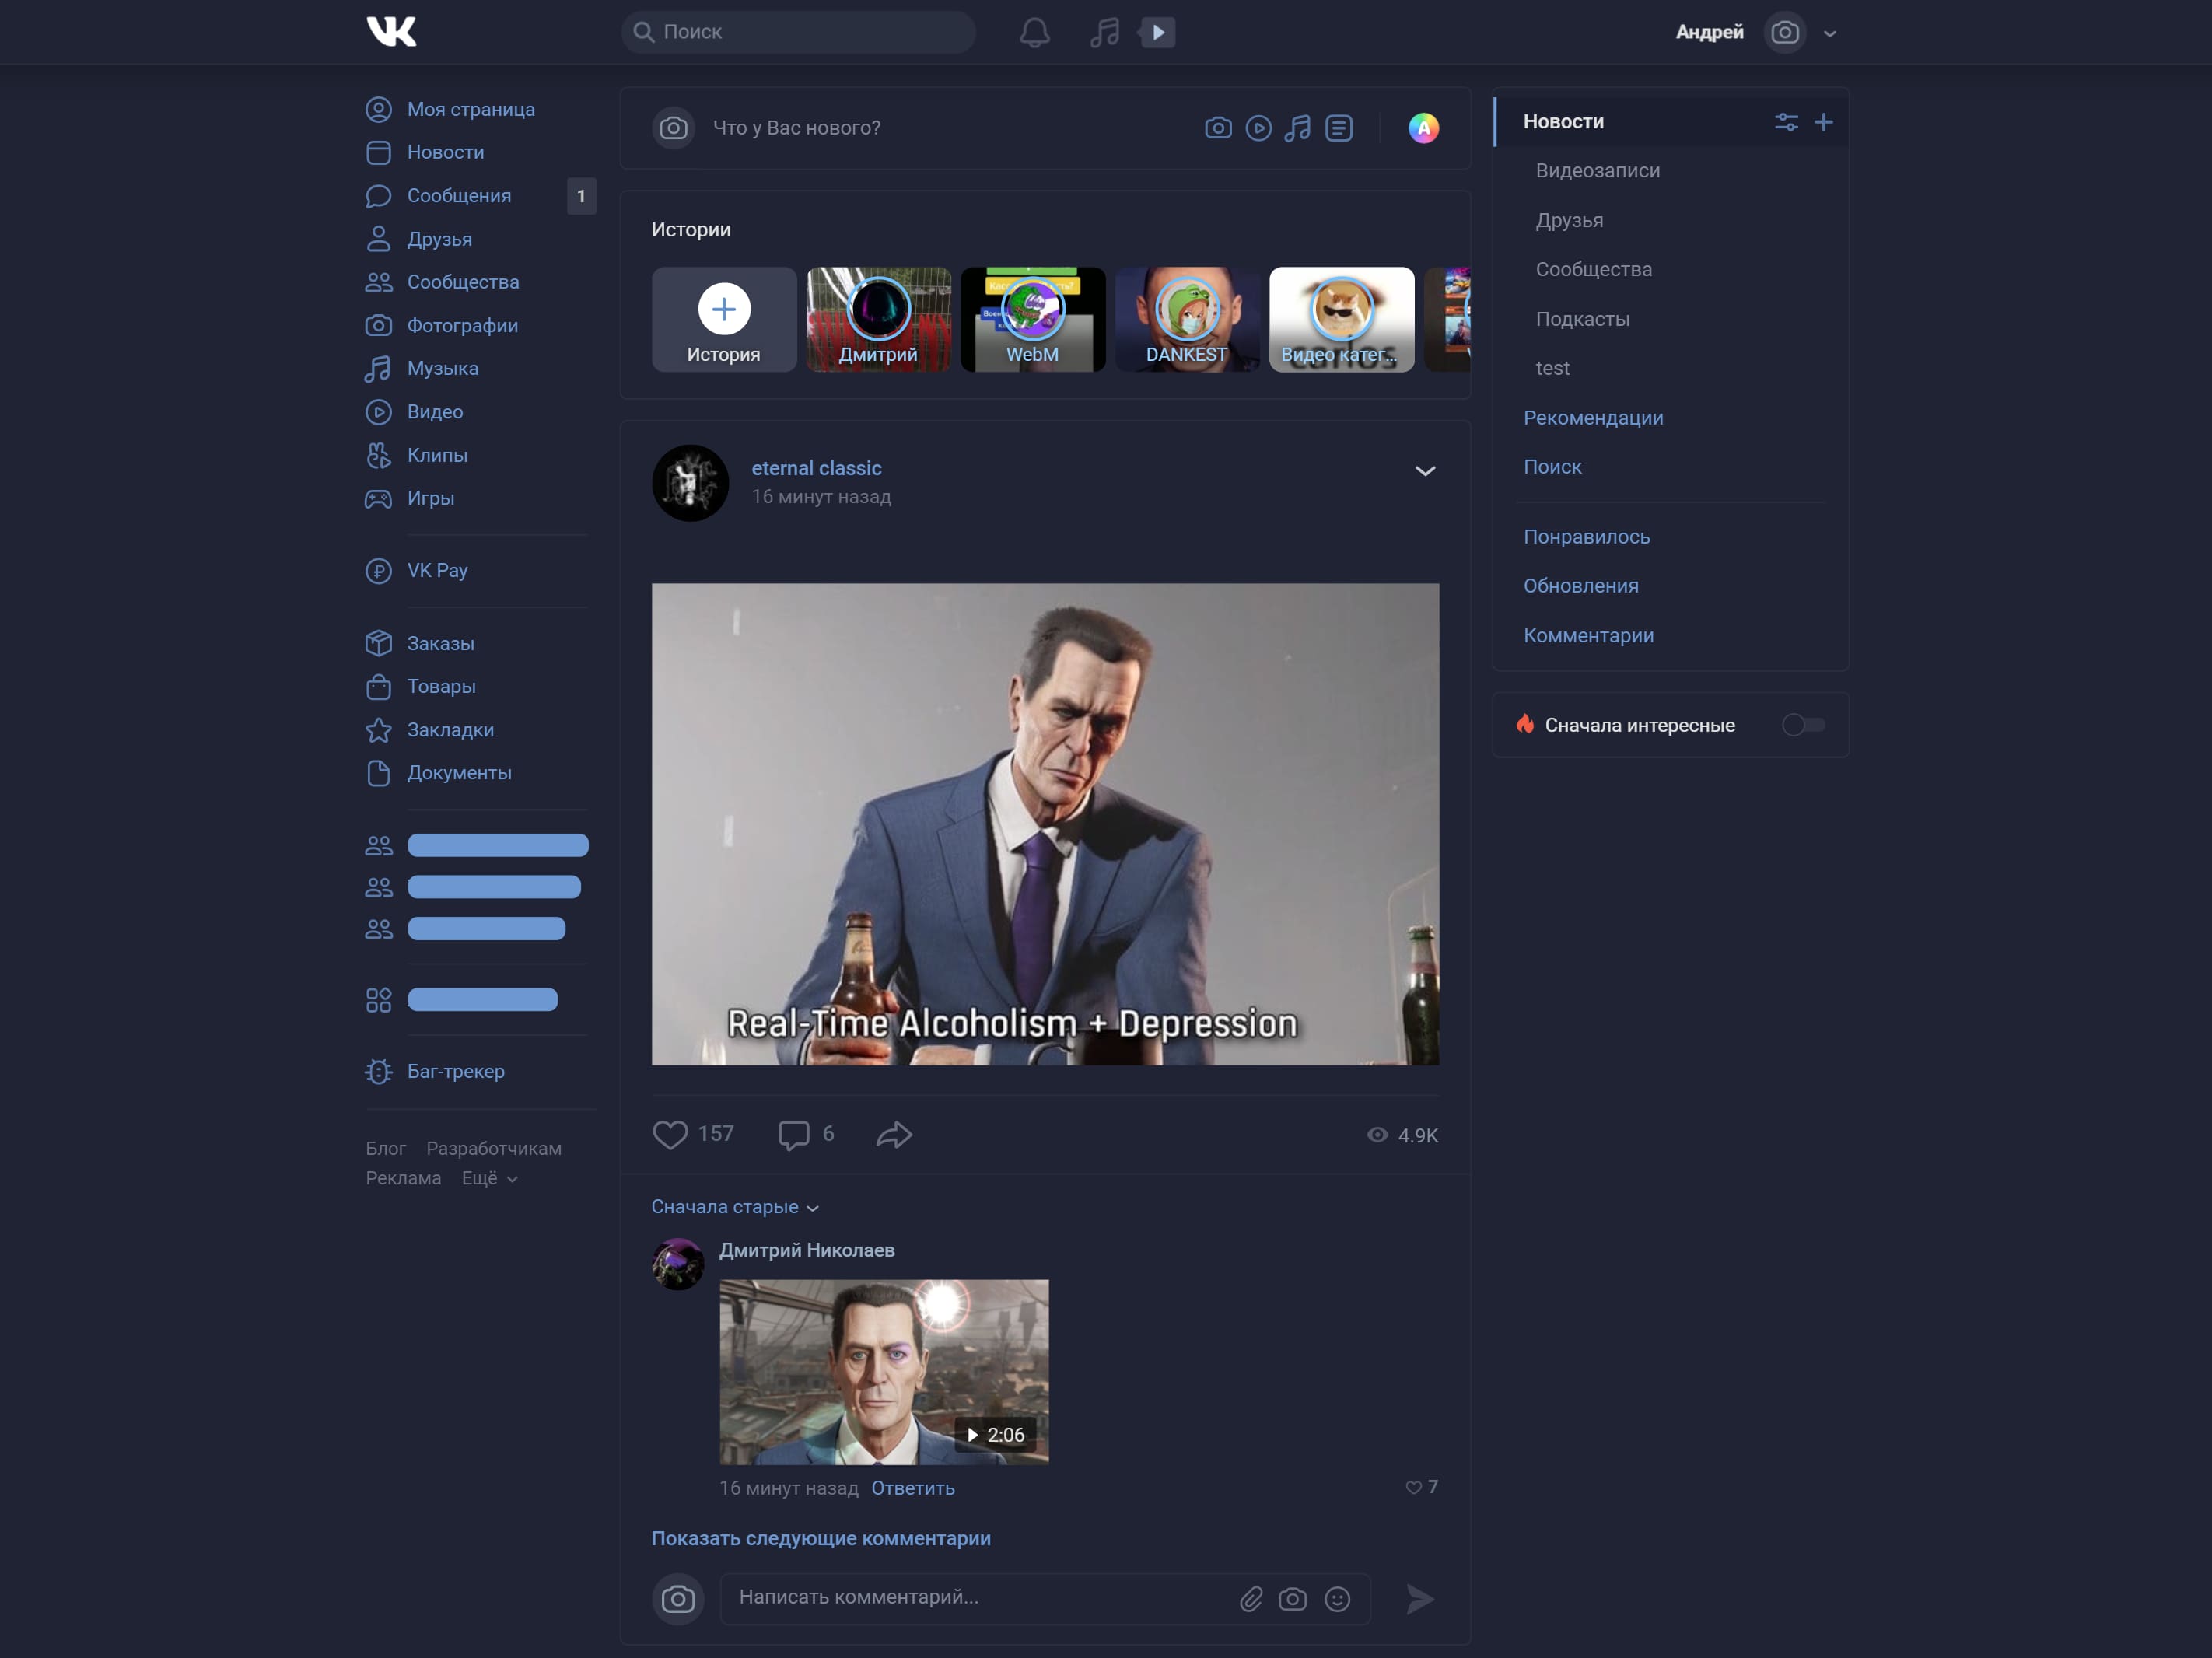 VK
Поиск
Андрей
Моя страница
Новости
Сообщения 1
Друзья
Сообщества
Фотографии
Музыка
Видео
Клипы
Игры
VK Pay
Заказы
Товары
Закладки
Документы
Баг-трекер
Блог Разработчикам
Реклама Ещё
Что у Вас нового?
A
Истории
История
Дмитрий
WebM
DANKEST
Видео катег...
eternal classic
16 минут назад
Real-Time Alcoholism + Depression
157 6 4.9K
Сначала старые
Дмитрий Николаев
2:06
16 минут назад Ответить 7
Показать следующие комментарии
Написать комментарий...
Новости
Видеозаписи
Друзья
Сообщества
Подкасты
test
Рекомендации
Поиск
Понравилось
Обновления
Комментарии
Сначала интересные